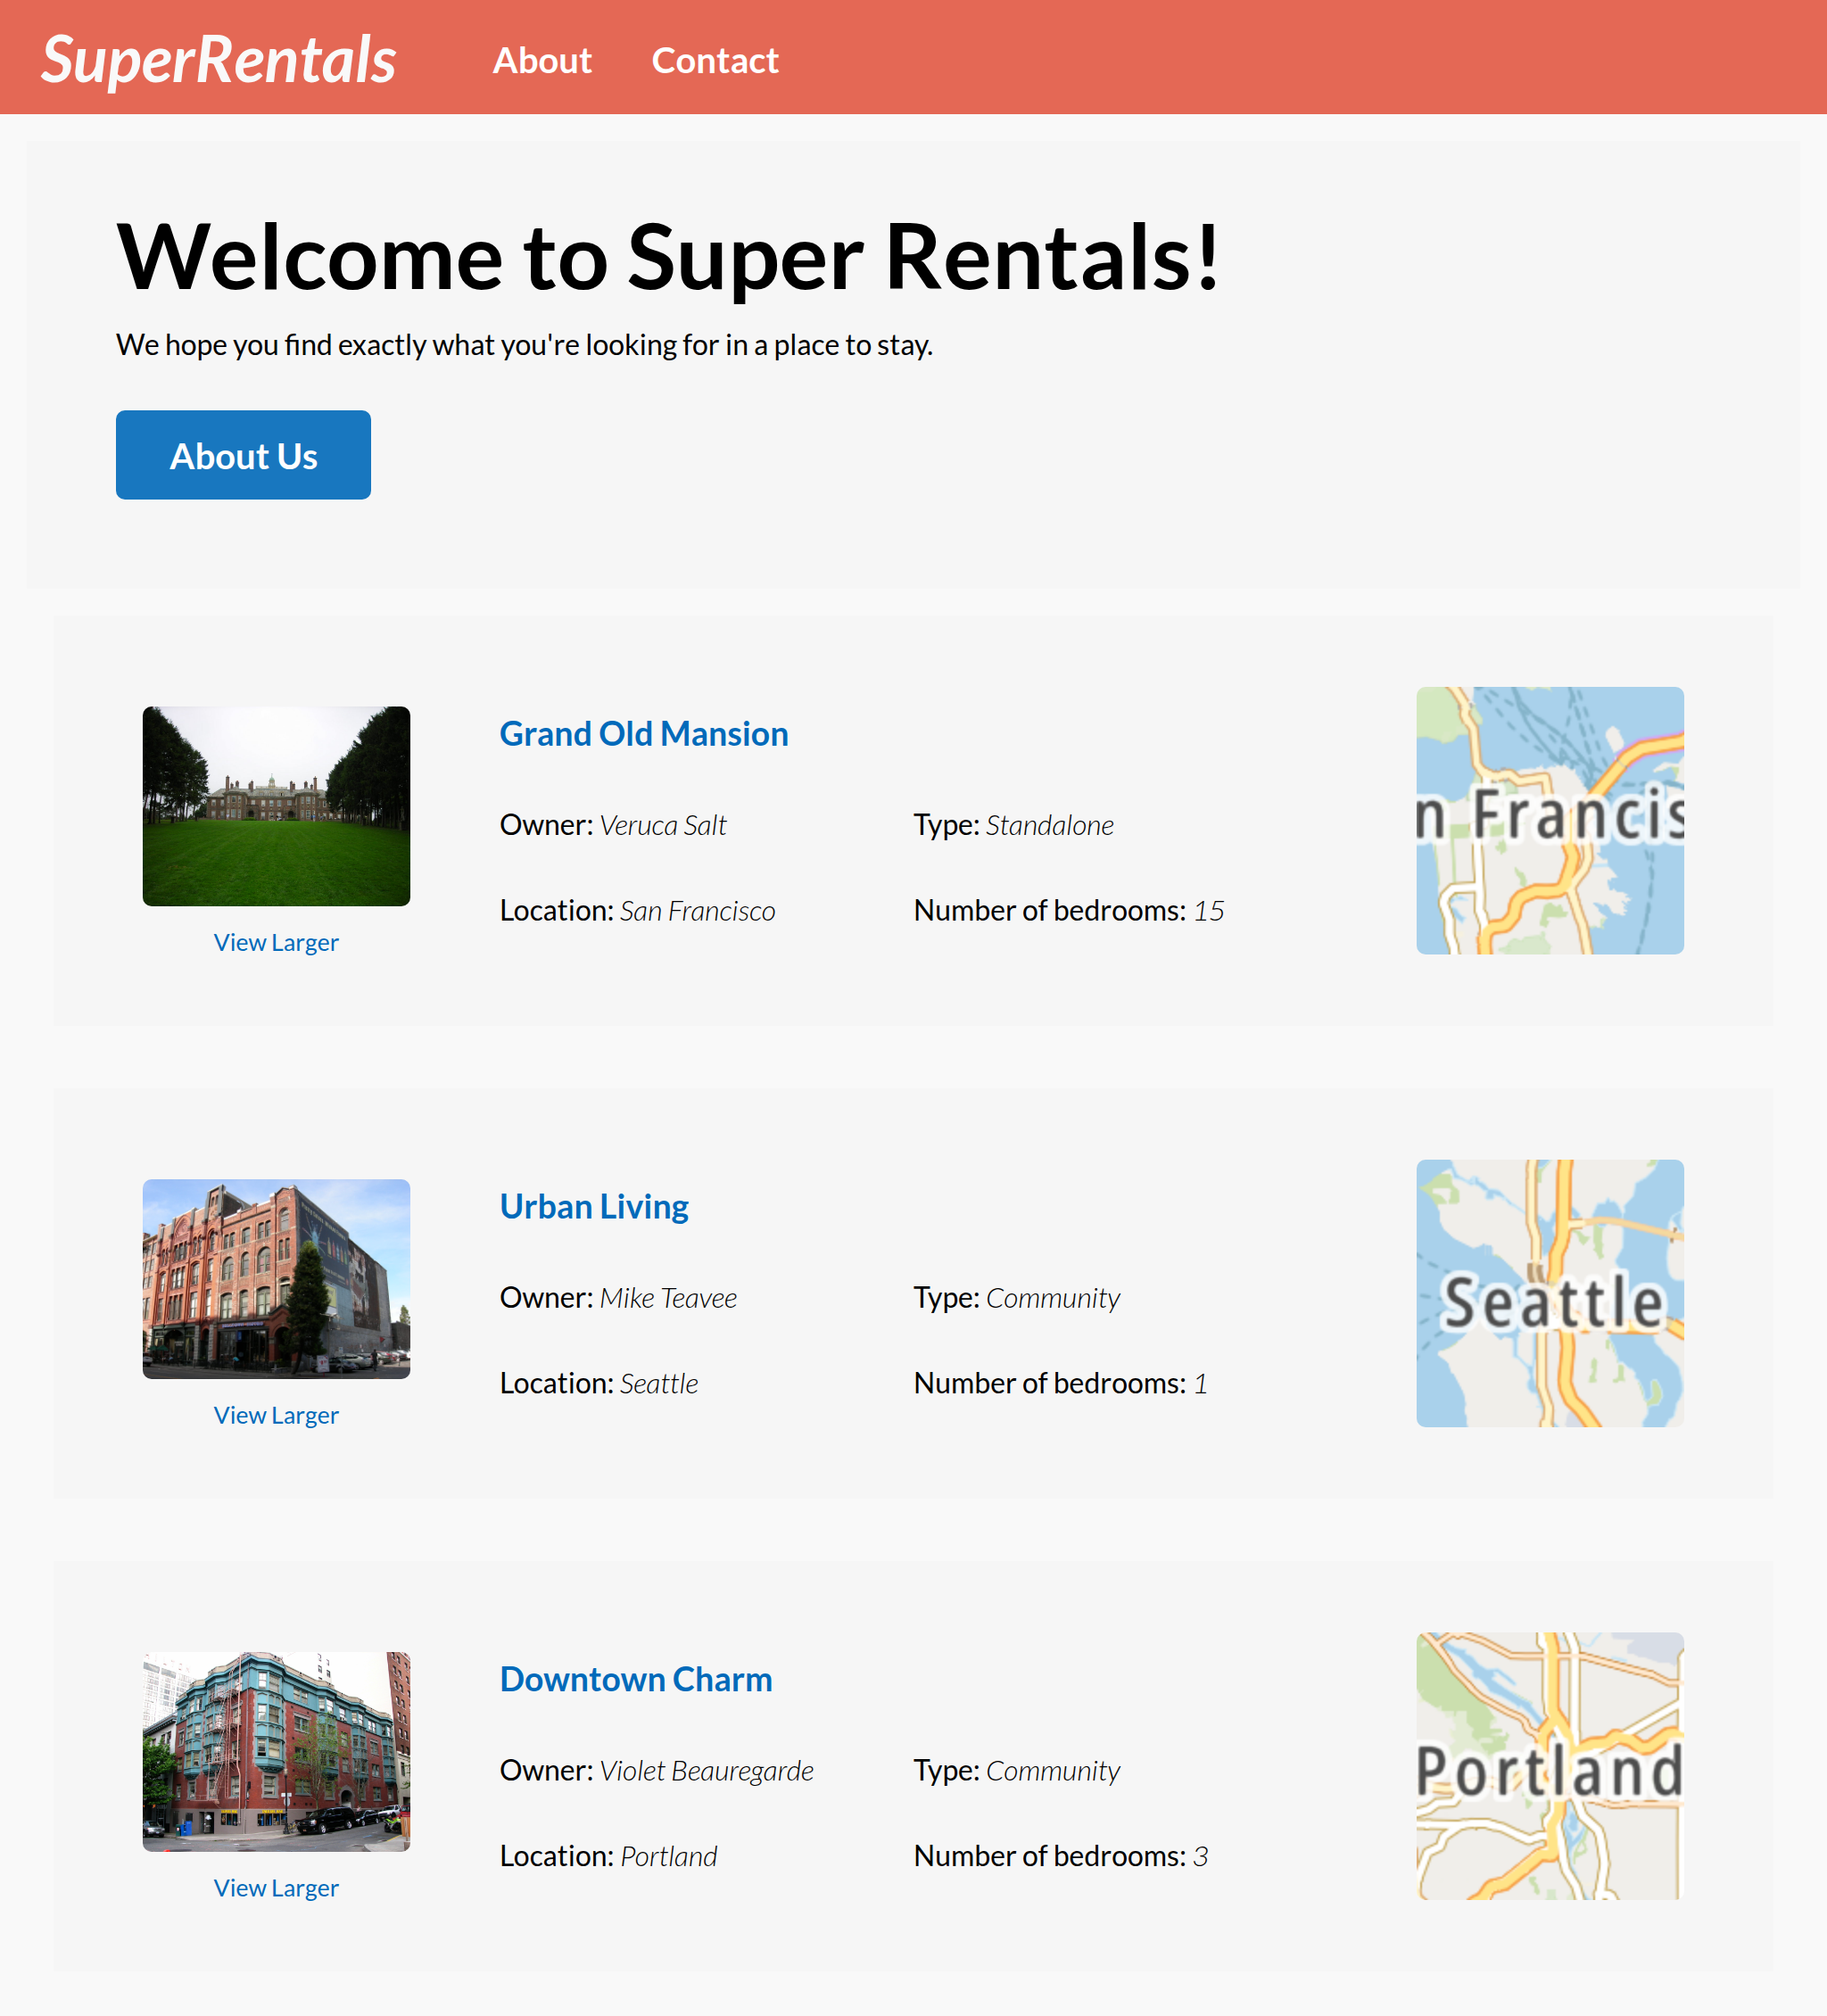 SuperRentals About Contact
Welcome to Super Rentals!
We hope you find exactly what you're looking for in a place to stay.
About Us
Grand Old Mansion
Owner: Veruca Salt Type: Standalone
Location: San Francisco Number of bedrooms: 15
View Larger
n Francis
Urban Living
Owner: Mike Teavee Type: Community
Location: Seattle Number of bedrooms: 1
View Larger
Seattle
Downtown Charm
Owner: Violet Beauregarde Type: Community
Location: Portland Number of bedrooms: 3
View Larger
Portland